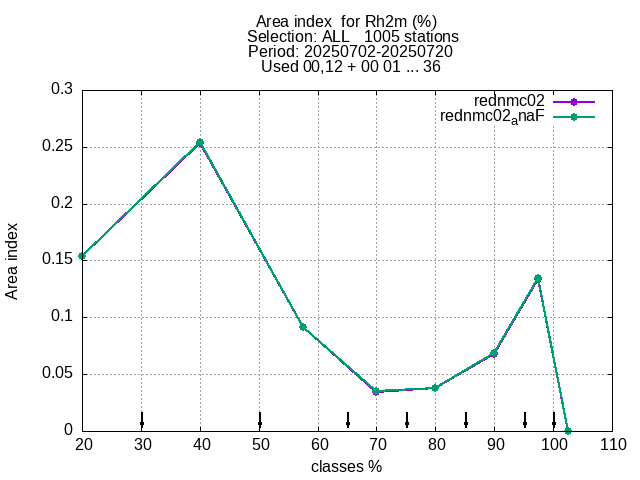 Area index  for Rh2m (%)
Selection: ALL   1005 stations
Period: 20250702-20250720
Used 00,12 + 00 01 ... 36
rednmc02
rednmc02anaF
0.3
0.25
0.2
0.15
0.1
0.05
0
Area index
20 30 40 50 60 70 80 90 100 110
classes %